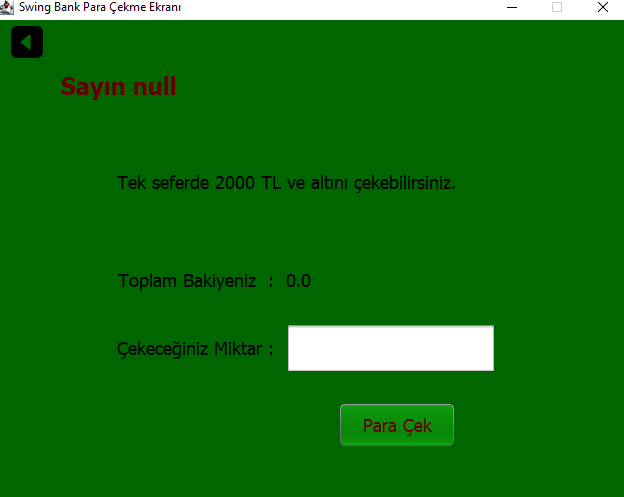 Swing Bank Para Çekme Ekranı
Sayın null
Tek seferde 2000 TL ve altını çekebilirsiniz.
Toplam Bakiyeniz : 0.0
Çekeceğiniz Miktar :
Para Çek